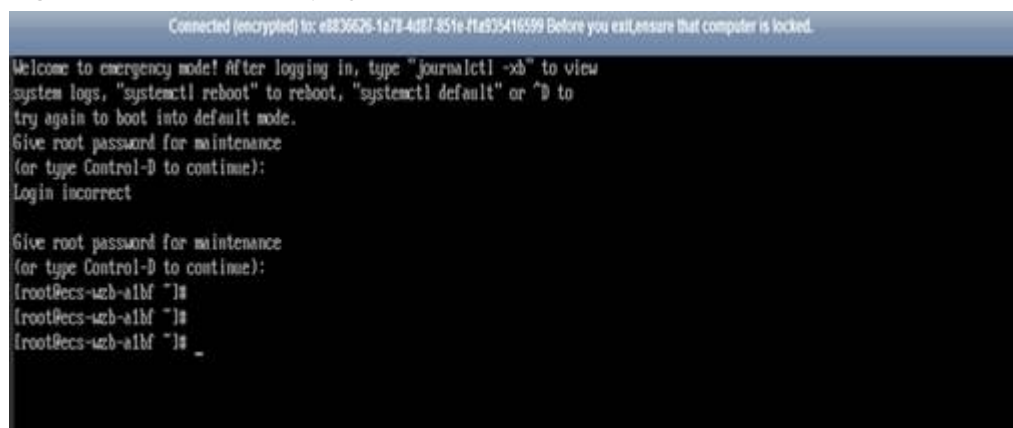 Connected (encrypted) to: e8836626-1a78-4d87-851e-f1a935416599 Before you exit,ensure that computer is locked.
Welcome to emergency mode! After logging in, type "journalctl -xb" to view
system logs, "systemctl reboot" to reboot, "systemctl default" or ^D to
try again to boot into default mode.
Give root password for maintenance
(or type Control-D to continue):
Login incorrect
Give root password for maintenance
(or type Control-D to continue):
[root@ecs-wzb-a1bf ~]#
[root@ecs-wzb-a1bf ~]#
[root@ecs-wzb-a1bf ~]# _